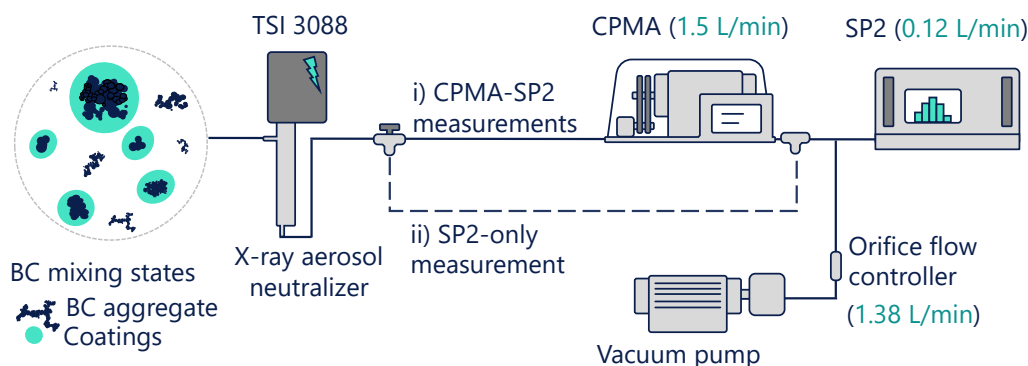 TSI 3088
CPMA (1.5 L/min)
SP2 (0.12 L/min)
i) CPMA-SP2
measurements
ii) SP2-only
measurement
X-ray aerosol
neutralizer
BC mixing states
BC aggregate
Coatings
Orifice flow
controller
(1.38 L/min)
Vacuum pump